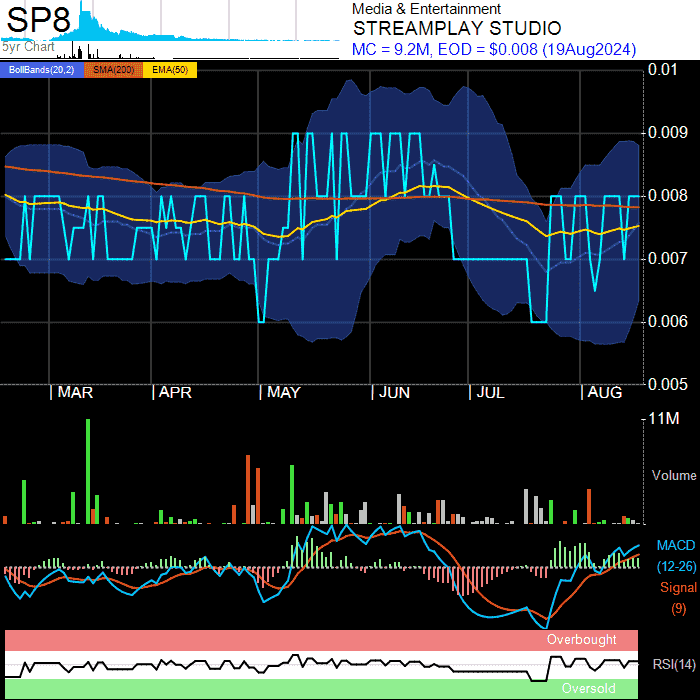 SP8
5yr Chart
Media & Entertainment
STREAMPLAY STUDIO
MC = 9.2M, EOD = $0.008 (19Aug2024)
BollBands(20,2) SMA(200) EMA(50)
0.01
0.009
0.008
0.007
0.006
0.005
MAR APR MAY JUN JUL AUG
11M
Volume
MACD
(12-26)
Signal
(9)
Overbought
RSI(14)
Oversold